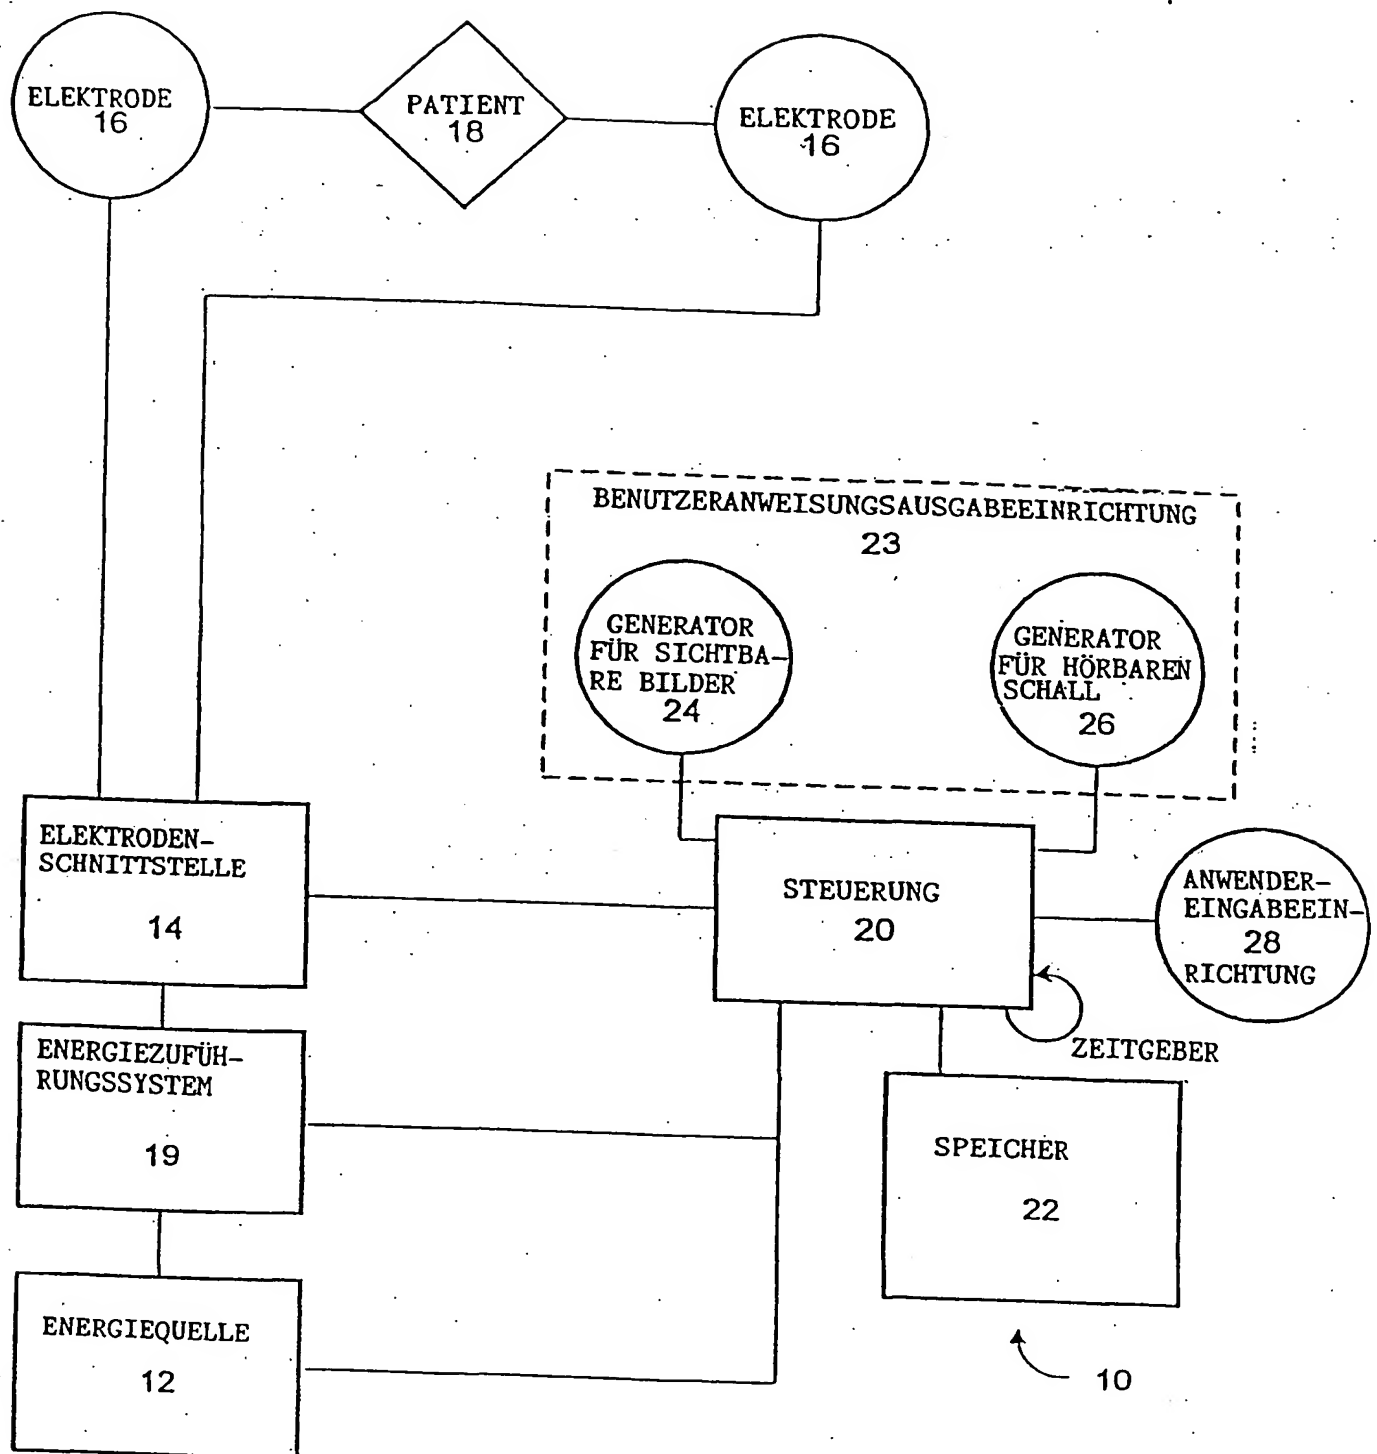 ELEKTRODE
16
PATIENT
18
ELEKTRODE
16
BENUTZERANWEISUNGSAUSGABEEINRICHTUNG
23
GENERATOR
FÜR SICHTBA-
RE BILDER
24
GENERATOR
FÜR HÖRBAREN
SCHALL
26
ELEKTRODEN-
SCHNITTSTELLE
14
STEUERUNG
20
ANWENDER-
EINGABEEIN-
28
RICHTUNG
ZEITGEBER
ENERGIEZUFÜH-
RUNGSSYSTEM
19
SPEICHER
22
ENERGIEQUELLE
12
10